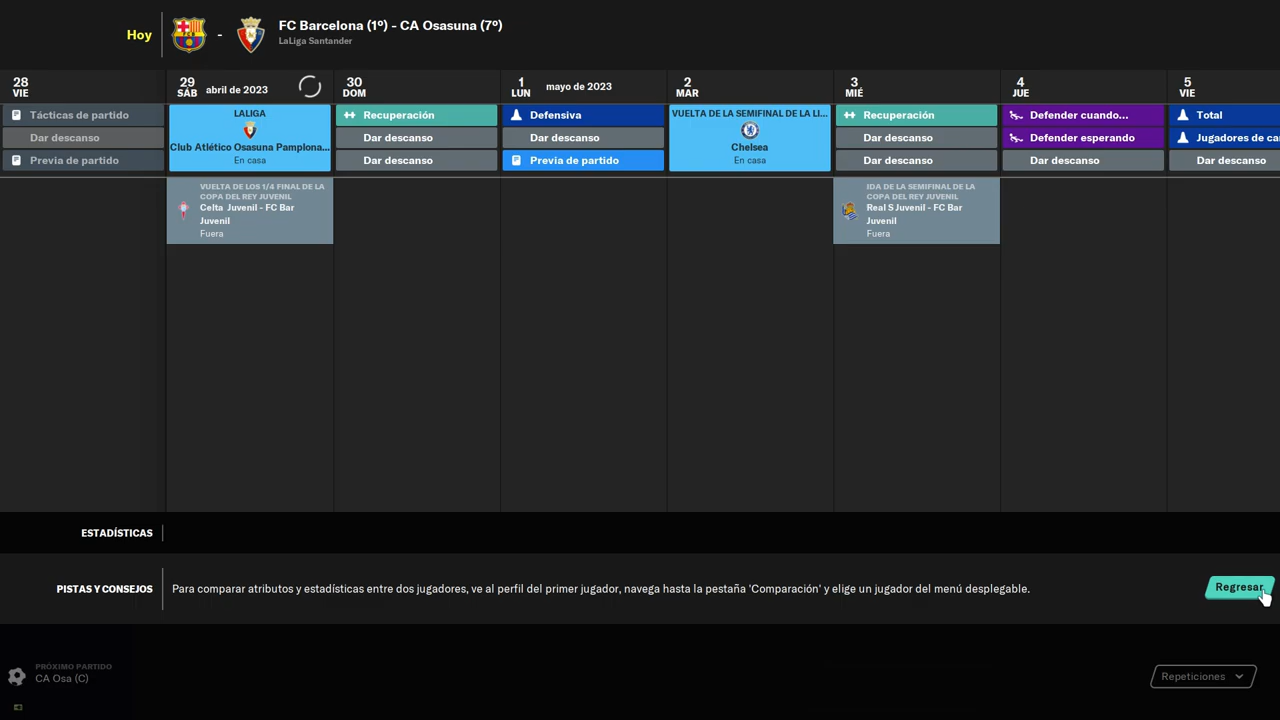 Hoy
-
FC Barcelona (1º) - CA Osasuna (7º)
LaLiga Santander
28
VIE
29
SÁB
abril de 2023
30
DOM
1
LUN
mayo de 2023
2
MAR
3
MIÉ
4
JUE
5
VIE
Tácticas de partido
Dar descanso
Previa de partido
LALIGA
Club Atlético Osasuna Pamplona...
En casa
Recuperación
Dar descanso
Dar descanso
Defensiva
Dar descanso
Previa de partido
VUELTA DE LA SEMIFINAL DE LA LI...
Chelsea
En casa
Recuperación
Dar descanso
Dar descanso
Defender cuando...
Defender esperando
Dar descanso
Total
Jugadores de ca
Dar descanso
VUELTA DE LOS 1/4 FINAL DE LA
COPA DEL REY JUVENIL
Celta Juvenil - FC Bar
Juvenil
Fuera
IDA DE LA SEMIFINAL DE LA
COPA DEL REY JUVENIL
Real S Juvenil - FC Bar
Juvenil
Fuera
ESTADÍSTICAS
PISTAS Y CONSEJOS
Para comparar atributos y estadísticas entre dos jugadores, ve al perfil del primer jugador, navega hasta la pestaña 'Comparación' y elige un jugador del menú desplegable.
Regresar
PRÓXIMO PARTIDO
CA Osa (C)
Repeticiones